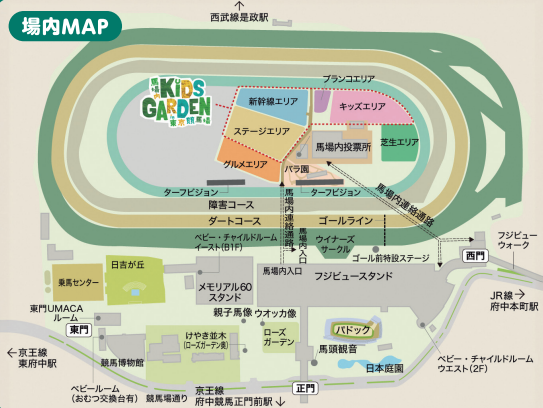 場内MAP
西武線是政駅
馬場内
KIDS
GARDEN
in
東京競馬場
ブランコエリア
新幹線エリア
キッズエリア
ステージエリア
馬場内投票所
芝生エリア
グルメエリア
バラ園
ターフビジョン
ターフビジョン
馬場内連絡通路
障害コース
ダートコース
ゴールライン
馬場内連絡通路
馬場内入口
ウイナーズ
サークル
ゴール前特設ステージ
西門
フジビュー
ウォーク
ベビー・チャイルドルーム
イースト(B1F)
日吉が丘
乗馬センター
メモリアル60
スタンド
馬場内入口
フジビュースタンド
JR線→
府中本町駅
東門UMACA
ルーム
東門
親子馬像
ウオッカ像
けやき並木
(ローズガーデン裏)
ローズ
ガーデン
パドック
馬頭観音
日本庭園
ベビー・チャイルドルーム
ウエスト(2F)
←京王線
東府中駅
競馬博物館
ベビールーム
(おむつ交換台有)
競馬場通り
京王線
府中競馬正門前駅
正門